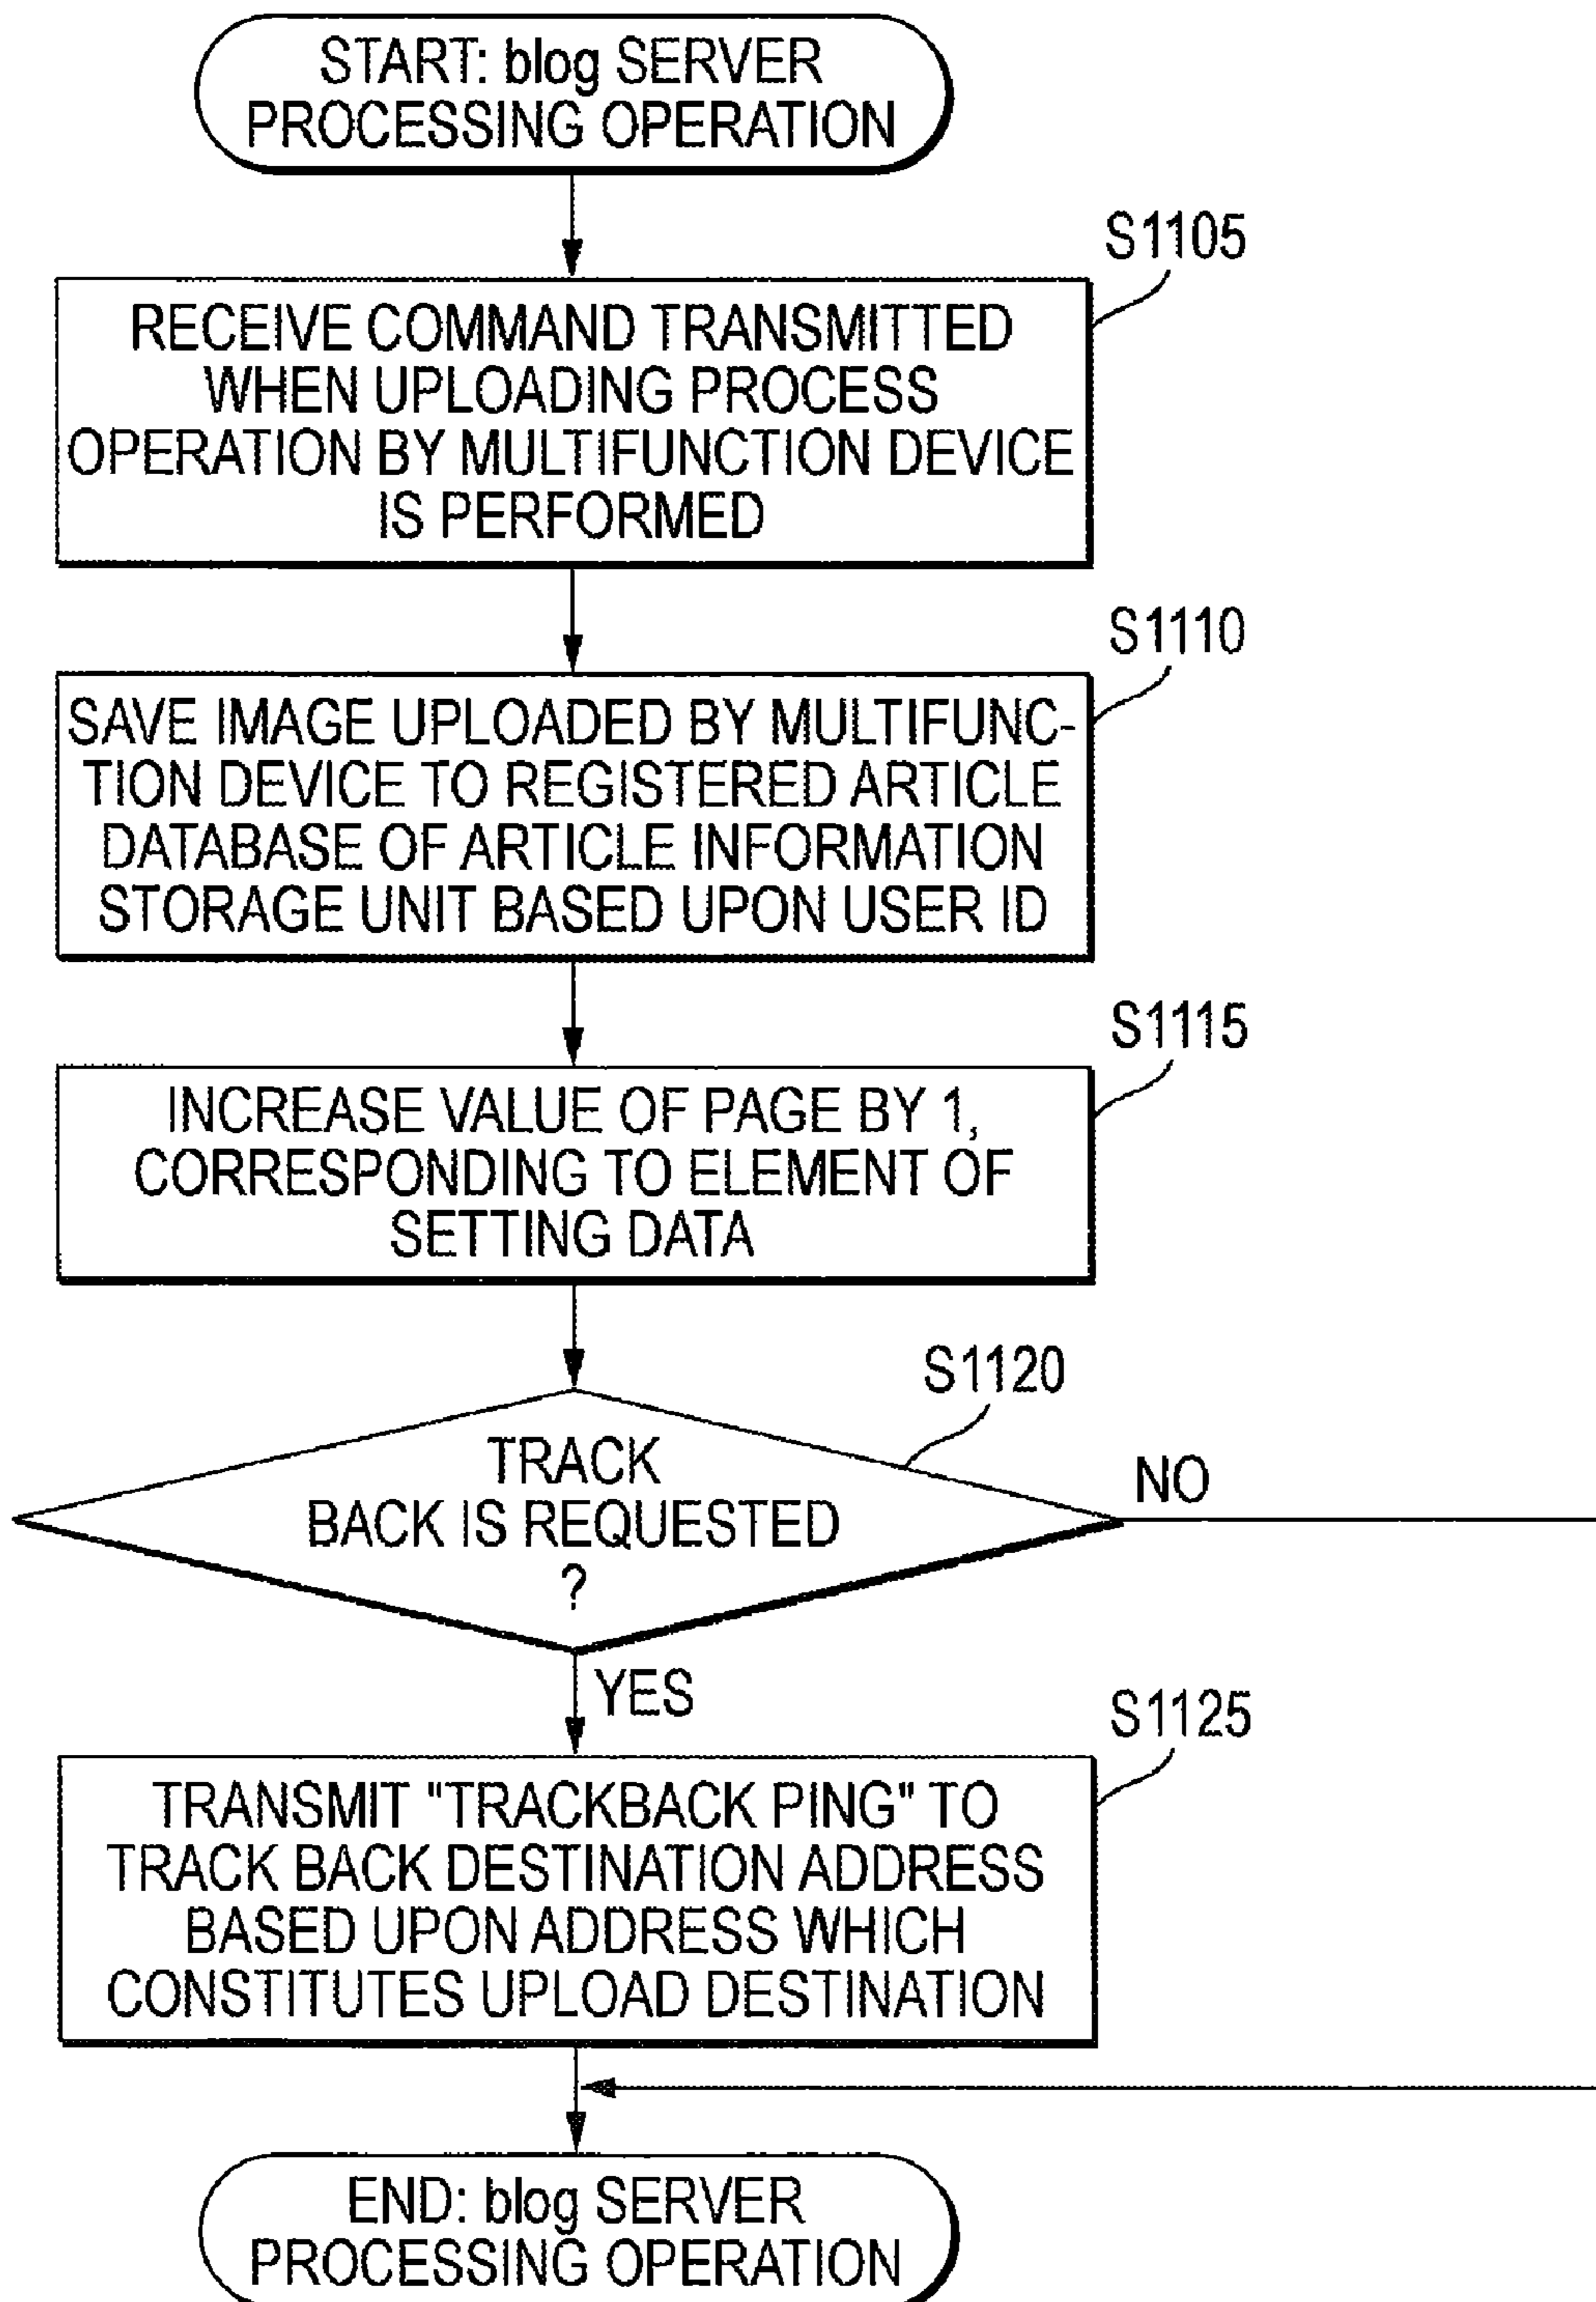 START: blog SERVER
PROCESSING OPERATION
S1105
RECEIVE COMMAND TRANSMITTED
WHEN UPLOADING PROCESS
OPERATION BY MULTIFUNCTION DEVICE
IS PERFORMED
S1110
SAVE IMAGE UPLOADED BY MULTIFUNC-
TION DEVICE TO REGISTERED ARTICLE
DATABASE OF ARTICLE INFORMATION
STORAGE UNIT BASED UPON USER ID
S1115
INCREASE VALUE OF PAGE BY 1,
CORRESPONDING TO ELEMENT OF
SETTING DATA
S1120
TRACK
BACK IS REQUESTED
?
NO
YES
S1125
TRANSMIT "TRACKBACK PING" TO
TRACK BACK DESTINATION ADDRESS
BASED UPON ADDRESS WHICH
CONSTITUTES UPLOAD DESTINATION
END: blog SERVER
PROCESSING OPERATION